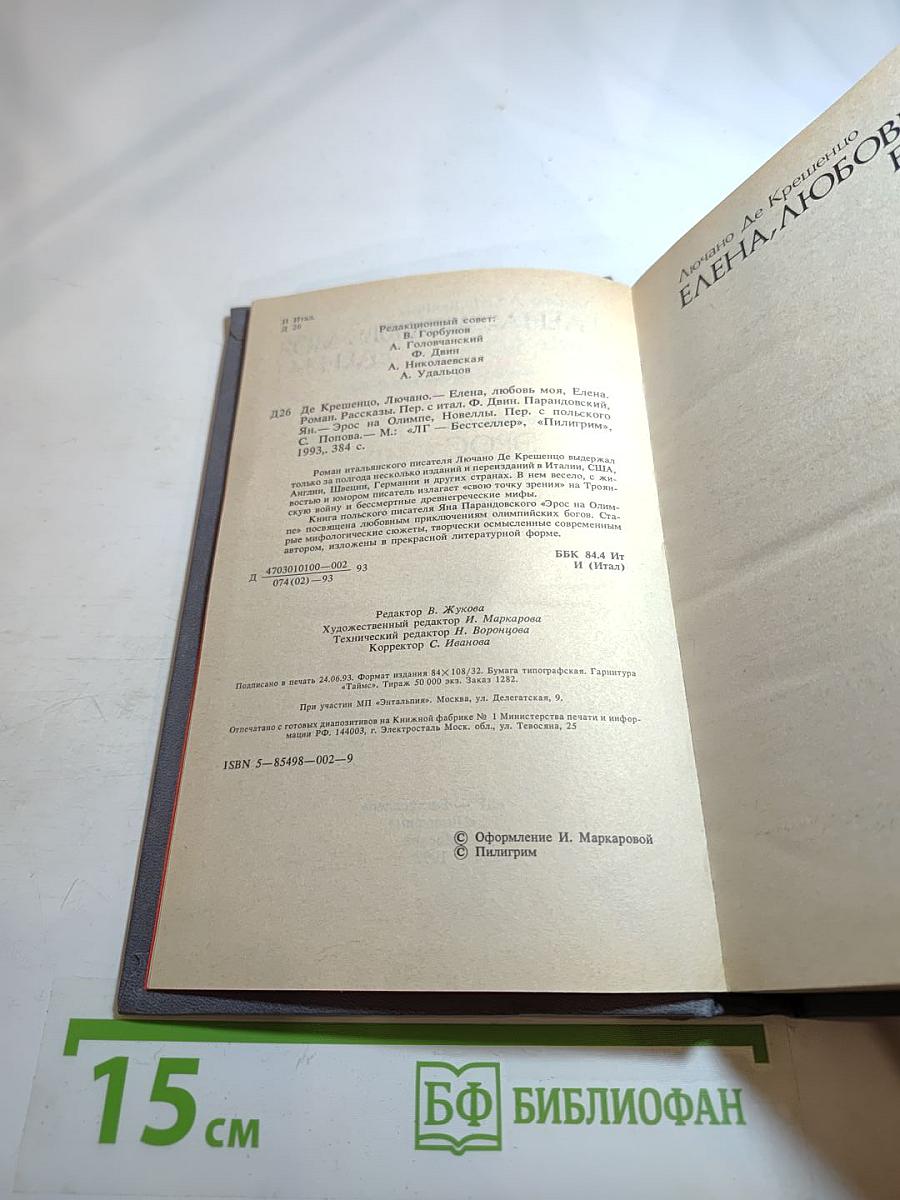 И Итал.
Д 26
Редакционный совет:
В. Горбунов
А. Головчанский
Ф. Двин
А. Николаевская
А. Удальцов
Д26 Де Крешенцо, Лючано.— Елена, любовь моя, Елена.
Роман. Рассказы. Пер. с итал. Ф. Двин. Парандовский,
Ян.— Эрос на Олимпе, Новеллы. Пер. с польского
С. Попова.— М.: «ЛГ — Бестселлер», «Пилигрим»,
1993,. 384 с.
Роман итальянского писателя Лючано Де Крешенцо выдержал
только за полгода несколько изданий и переизданий в Италии, США,
Англии, Швеции, Германии и других странах. В нем весело, с жи-
востью и юмором писатель излагает «свою точку зрения» на Троян-
скую войну и бессмертные древнегреческие мифы.
Книга польского писателя Яна Парандовского «Эрос на Олим-
пе» посвящена любовным приключениям олимпийских богов. Ста-
рые мифологические сюжеты, творчески осмысленные современным
автором, изложены в прекрасной литературной форме.
Д 4703010100—002 93
074(02)—93
ББК 84.4 Ит
И (Итал)
Редактор В. Жукова
Художественный редактор И. Маркарова
Технический редактор Н. Воронцова
Корректор С. Иванова
Подписано в печать 24.06.93. Формат издания 84×108/32. Бумага типографская. Гарнитура
«Таймс». Тираж 50 000 экз. Заказ 1282.
При участии МП «Энтальпия». Москва, ул. Делегатская, 9.
Отпечатано с готовых диапозитивов на Книжной фабрике № 1 Министерства печати и инфор-
мации РФ. 144003, г. Электросталь Моск. обл., ул. Тевосяна, 25
ISBN 5—85498—002—9
© Оформление И. Маркаровой
© Пилигрим
Лючано Де Крешенцо
ЕЛЕНА, ЛЮБОВЬ
15 см
БФ БИБЛИОФАН